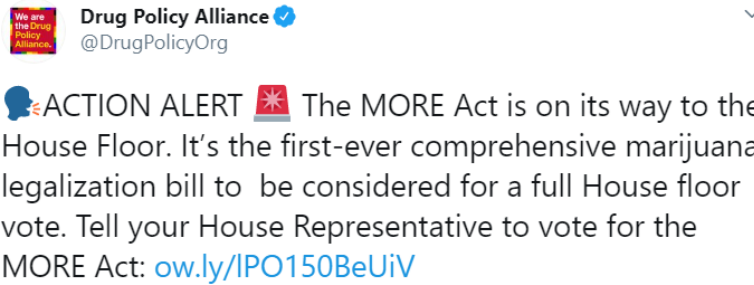 We are
the Drug
Policy
Alliance.
Drug Policy Alliance
@DrugPolicyOrg
🗣ACTION ALERT 🚨 The MORE Act is on its way to the
House Floor. It's the first-ever comprehensive marijuana
legalization bill to  be considered for a full House floor
vote. Tell your House Representative to vote for the
MORE Act: ow.ly/lPO150BeUiV